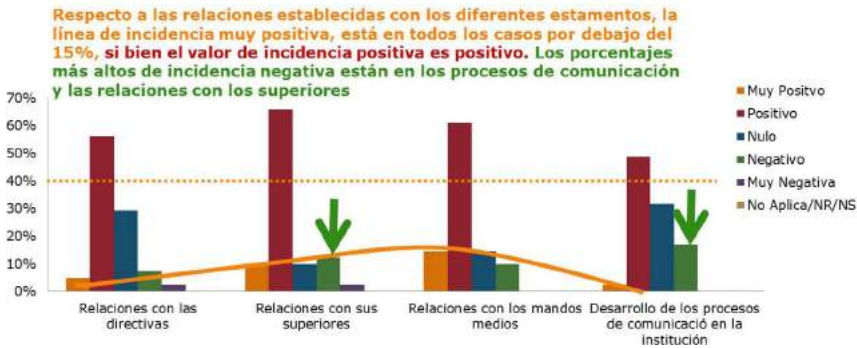 Respecto a las relaciones establecidas con los diferentes estamentos, la
línea de incidencia muy positiva, está en todos los casos por debajo del
15%, si bien el valor de incidencia positiva es positivo. Los porcentajes
más altos de incidencia negativa están en los procesos de comunicación
y las relaciones con los superiores
70%
60%
50%
40%
30%
20%
10%
0%
Muy Positvo
Positivo
Nulo
Negativo
Muy Negativa
No Aplica/NR/NS
Relaciones con las
directivas
Relaciones con sus
superiores
Relaciones con los mandos
medios
Desarrollo de los procesos
de comunicació en la
institución